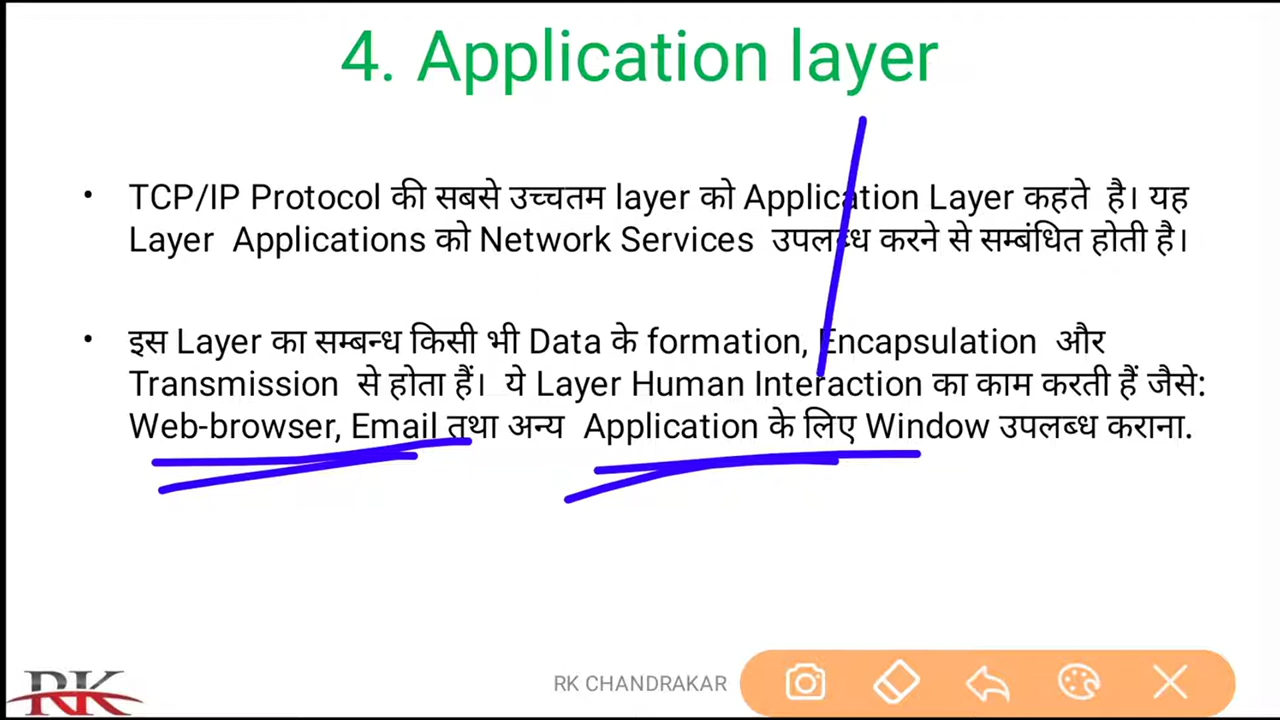 4. Application layer
• TCP/IP Protocol की सबसे उच्चतम layer को Application Layer कहते है। यह
Layer Applications को Network Services उपलब्ध करने से सम्बंधित होती है।
• इस Layer का सम्बन्ध किसी भी Data के formation, Encapsulation और
Transmission से होता हैं। ये Layer Human Interaction का काम करती हैं जैसे:
Web-browser, Email तथा अन्य Application के लिए Window उपलब्ध कराना.
RK
RK CHANDRAKAR